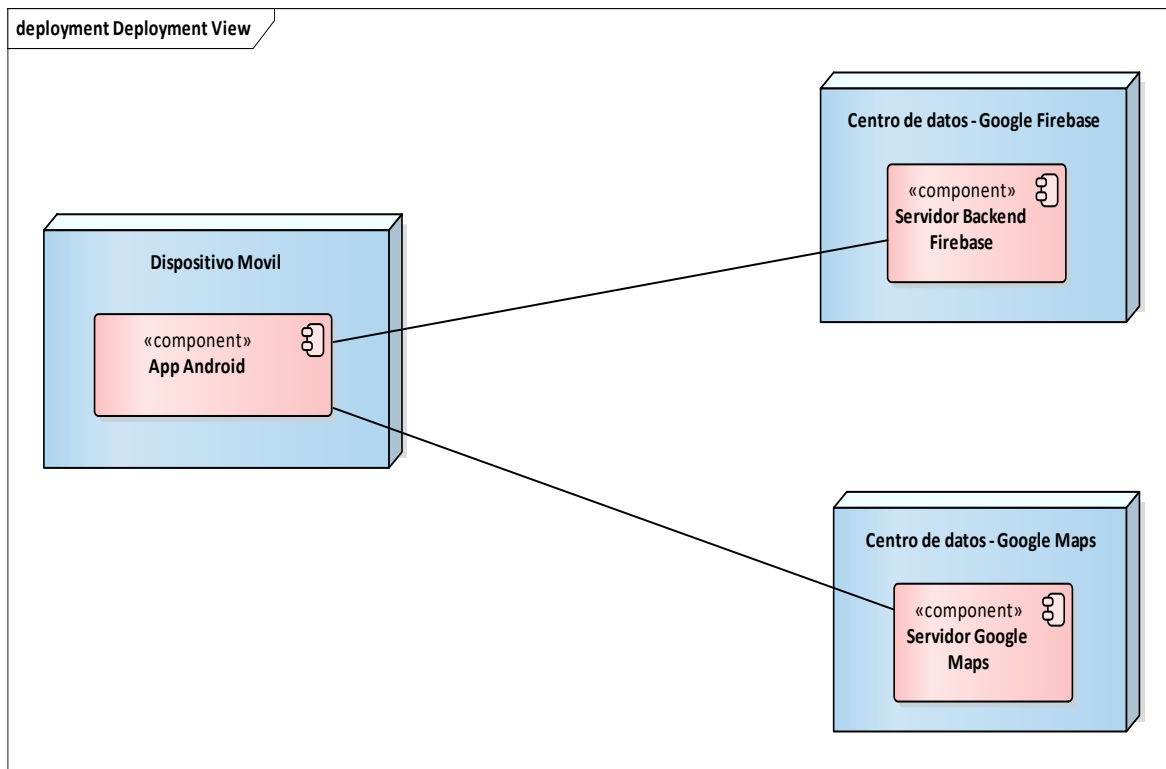 deployment Deployment View
Centro de datos - Google Firebase
«component»
Servidor Backend
Firebase
Dispositivo Movil
«component»
App Android
Centro de datos - Google Maps
«component»
Servidor Google
Maps